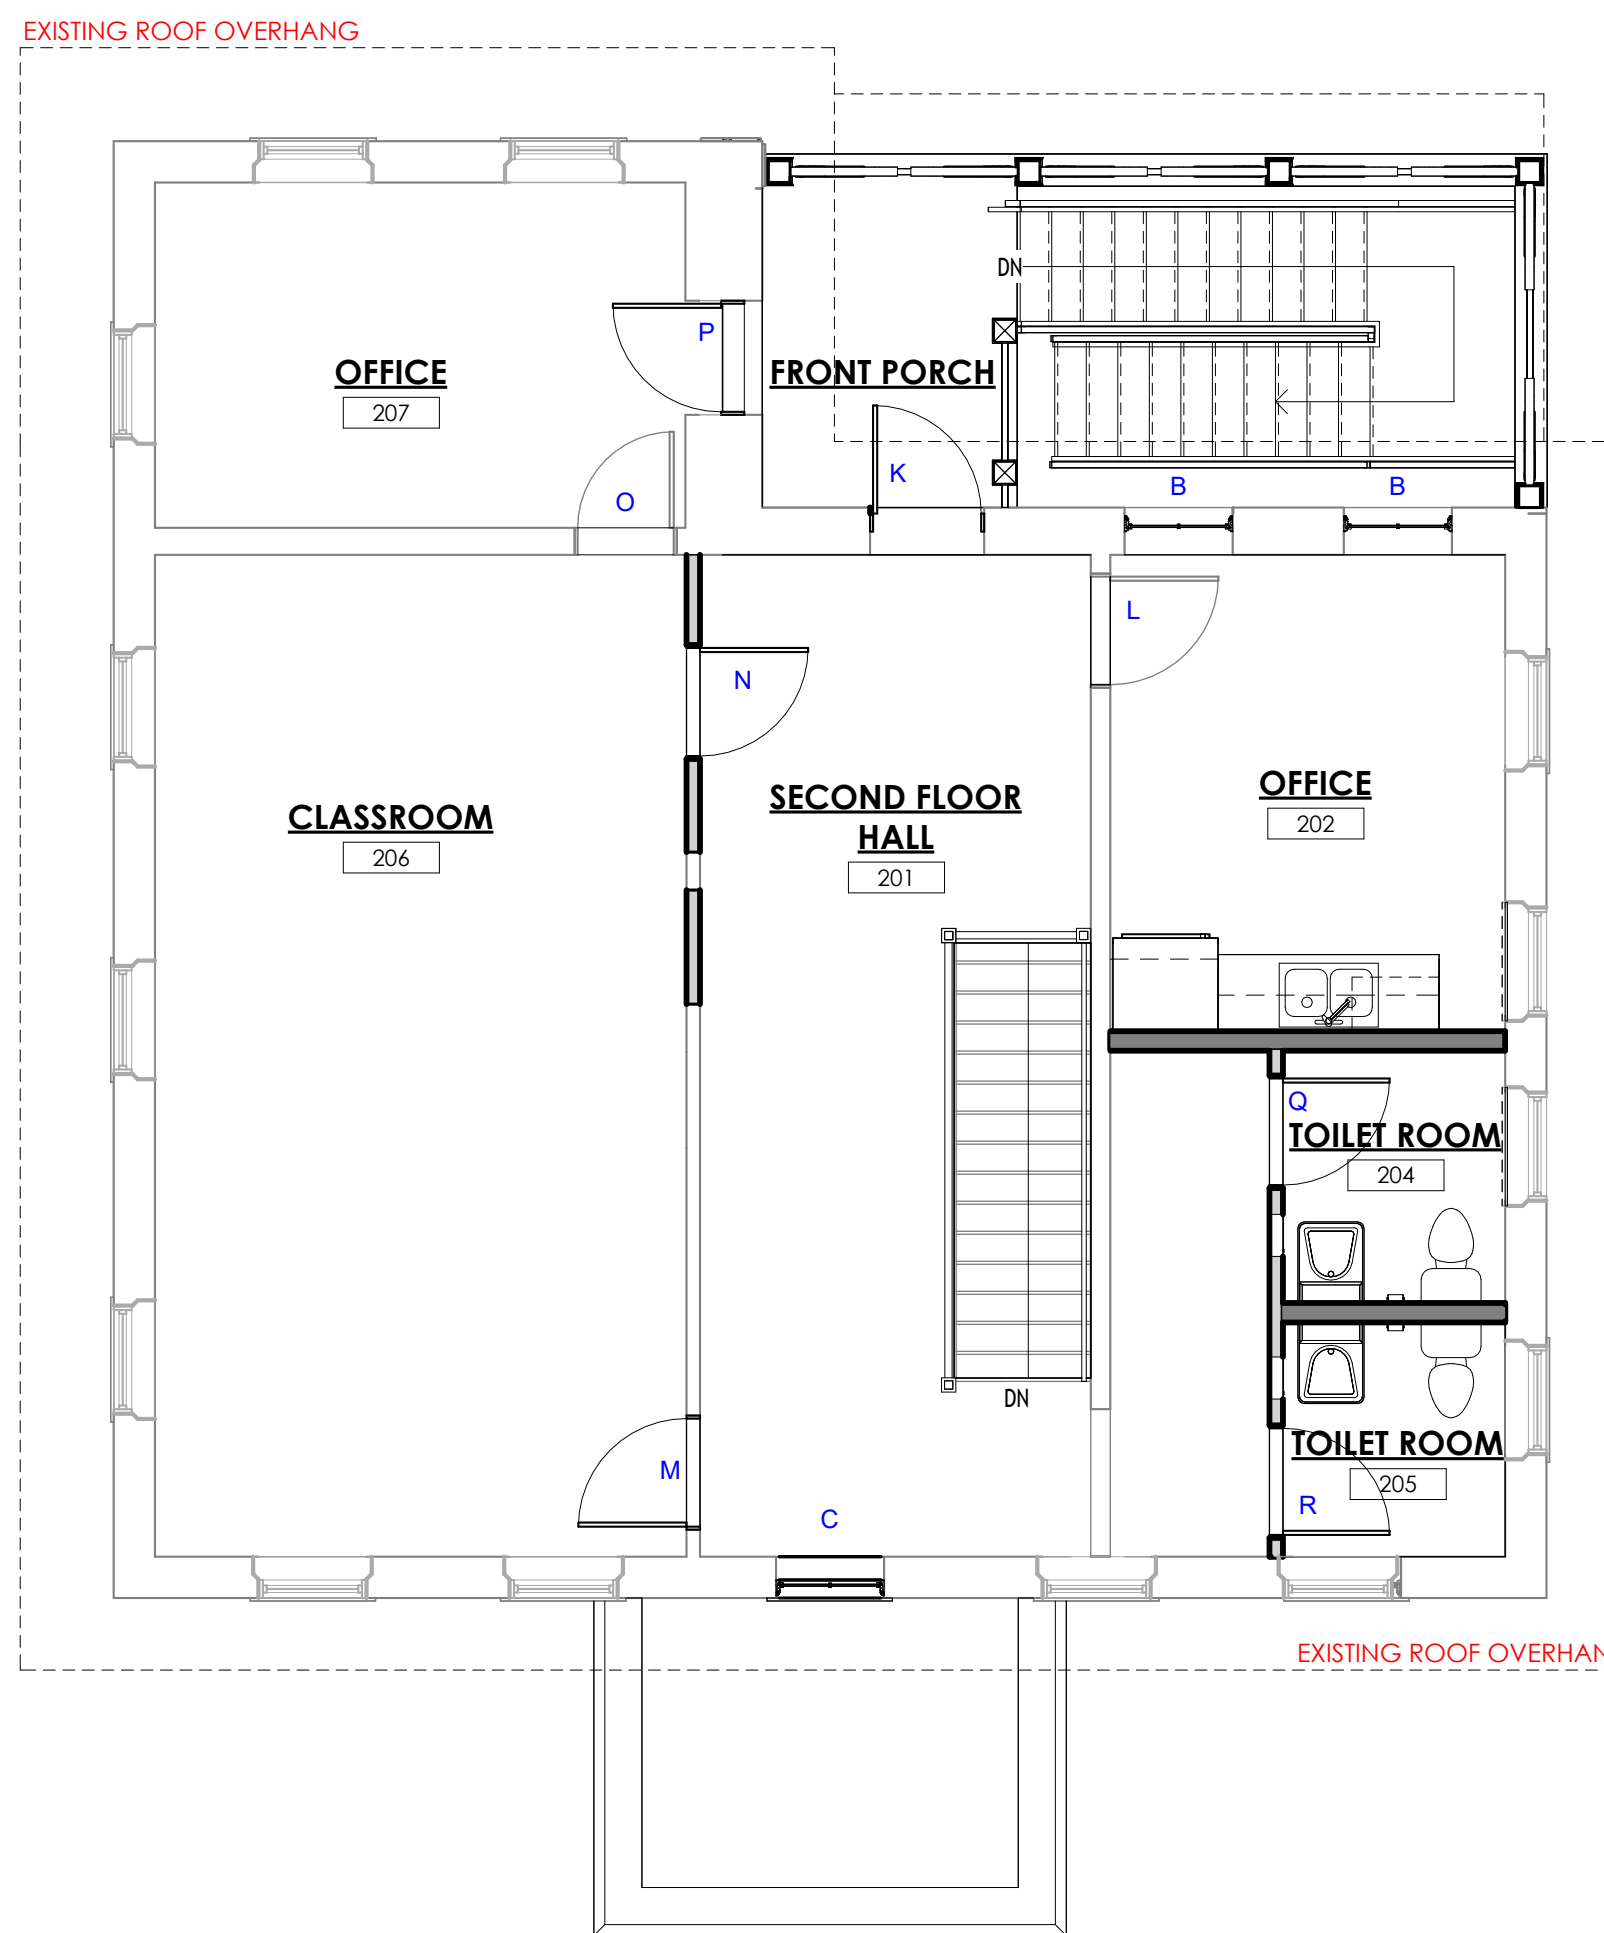 EXISTING ROOF OVERHANG
DN
P
OFFICE
207
FRONT PORCH
K
B
B
O
L
N
OFFICE
202
SECOND FLOOR
HALL
201
CLASSROOM
206
Q
TOILET ROOM
204
DN
TOILET ROOM
205
M
R
C
EXISTING ROOF OVERHAN